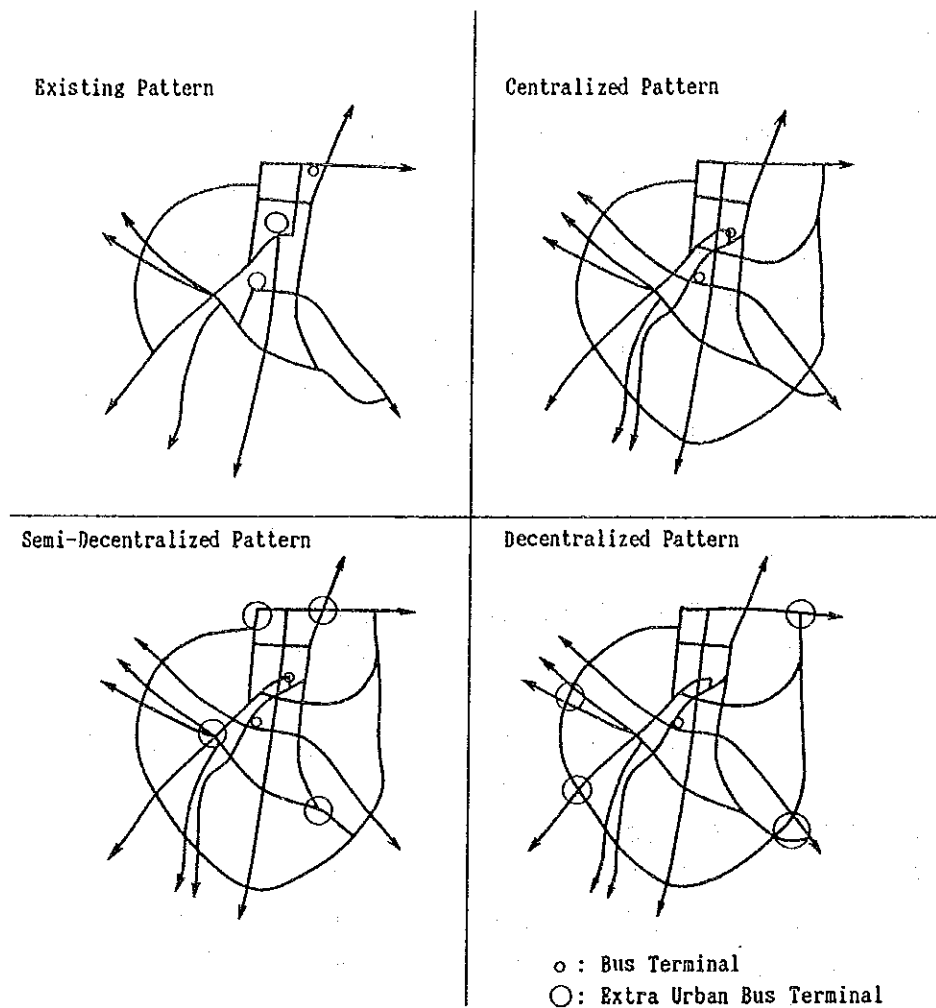 Existing Pattern
Centralized Pattern
Semi-Decentralized Pattern
Decentralized Pattern
: Bus Terminal
: Extra Urban Bus Terminal